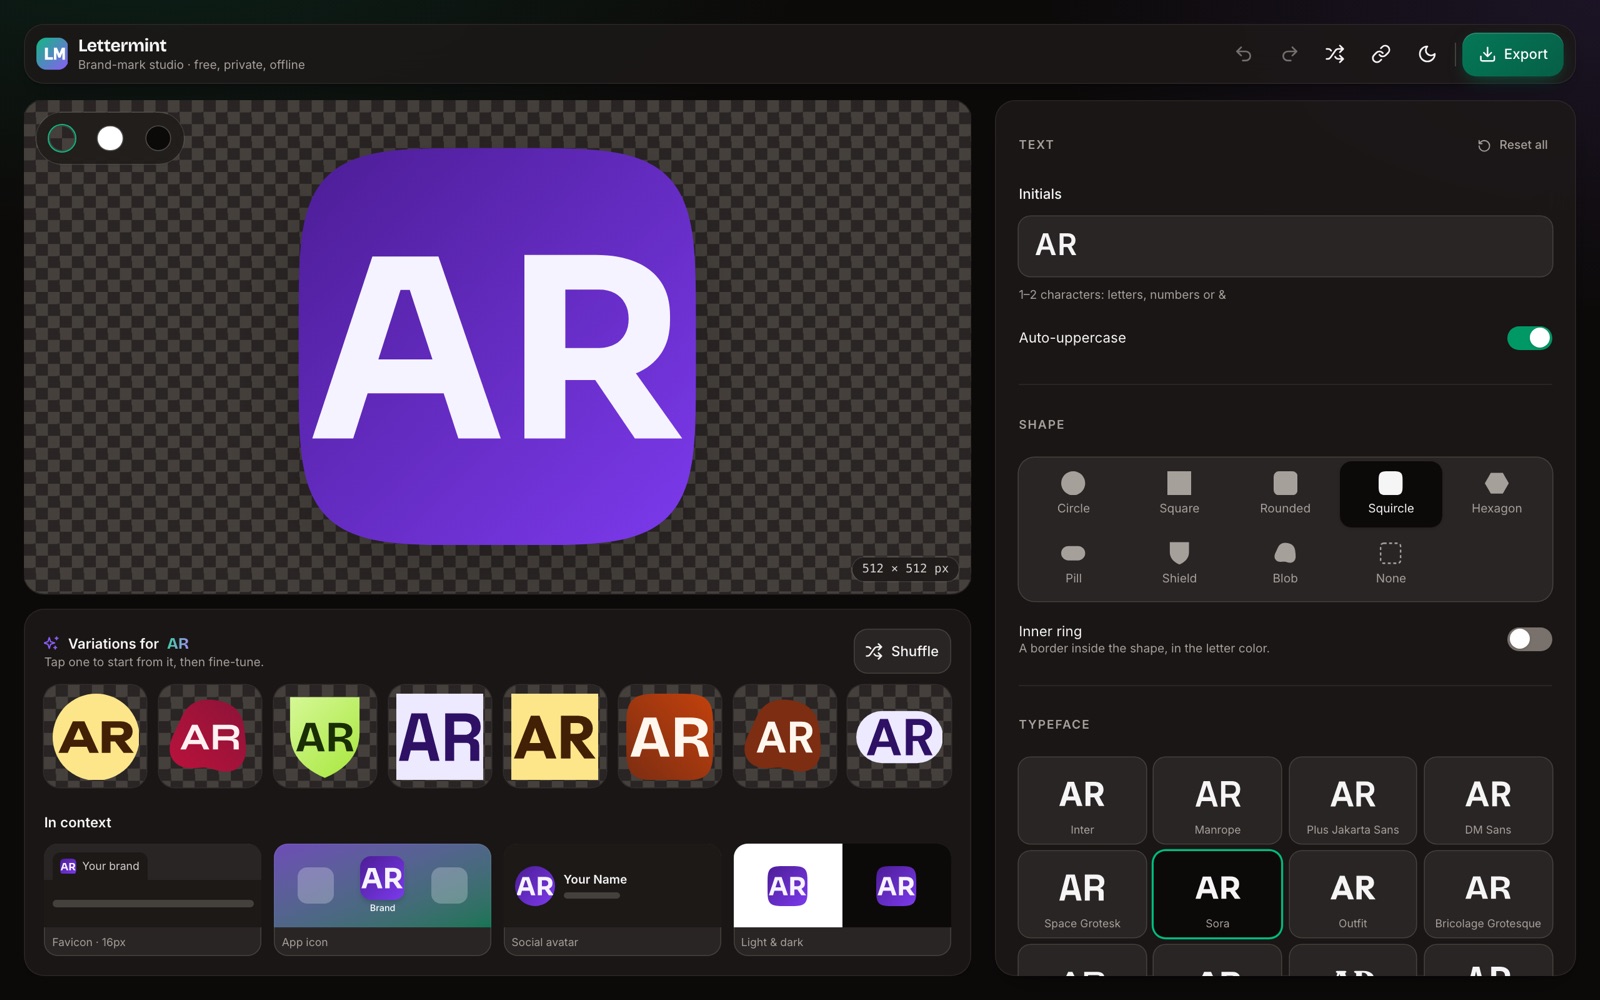 LM
Lettermint
Brand-mark studio · free, private, offline
Export
AR
512 × 512 px
Variations for AR
Tap one to start from it, then fine-tune.
Shuffle
AR
AR
AR
AR
AR
AR
AR
AR
In context
AR Your brand
Favicon · 16px
AR
Brand
App icon
AR
Your Name
Social avatar
AR
AR
Light & dark
TEXT
Reset all
Initials
AR
1–2 characters: letters, numbers or &
Auto-uppercase
SHAPE
Circle
Square
Rounded
Squircle
Hexagon
Pill
Shield
Blob
None
Inner ring
A border inside the shape, in the letter color.
TYPEFACE
AR
Inter
AR
Manrope
AR
Plus Jakarta Sans
AR
DM Sans
AR
Space Grotesk
AR
Sora
AR
Outfit
AR
Bricolage Grotesque